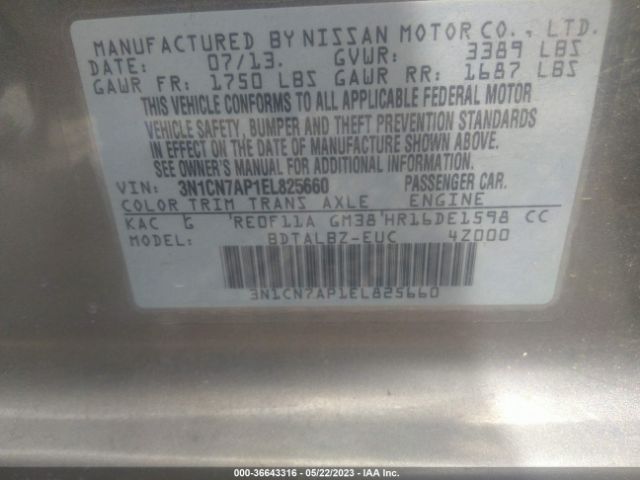 MANUFACTURED BY NISSAN MOTOR CO., LTD.
DATE: 07/13. GVWR: 3389 LBS
GAWR FR: 1750 LBS GAWR RR: 1687 LBS
THIS VEHICLE CONFORMS TO ALL APPLICABLE FEDERAL MOTOR
VEHICLE SAFETY, BUMPER AND THEFT PREVENTION STANDARDS
IN EFFECT ON THE DATE OF MANUFACTURE SHOWN ABOVE.
SEE OWNER'S MANUAL FOR ADDITIONAL INFORMATION.
VIN: 3N1CN7AP1EL825660 PASSENGER CAR.
COLOR TRIM TRANS AXLE ENGINE
KAC G RE0F11A GM38 HR16DE1598 CC
MODEL: BDTALBZ-EUC 4Z000
3N1CN7AP1EL825660
000-36643316 - 05/22/2023 - IAA Inc.